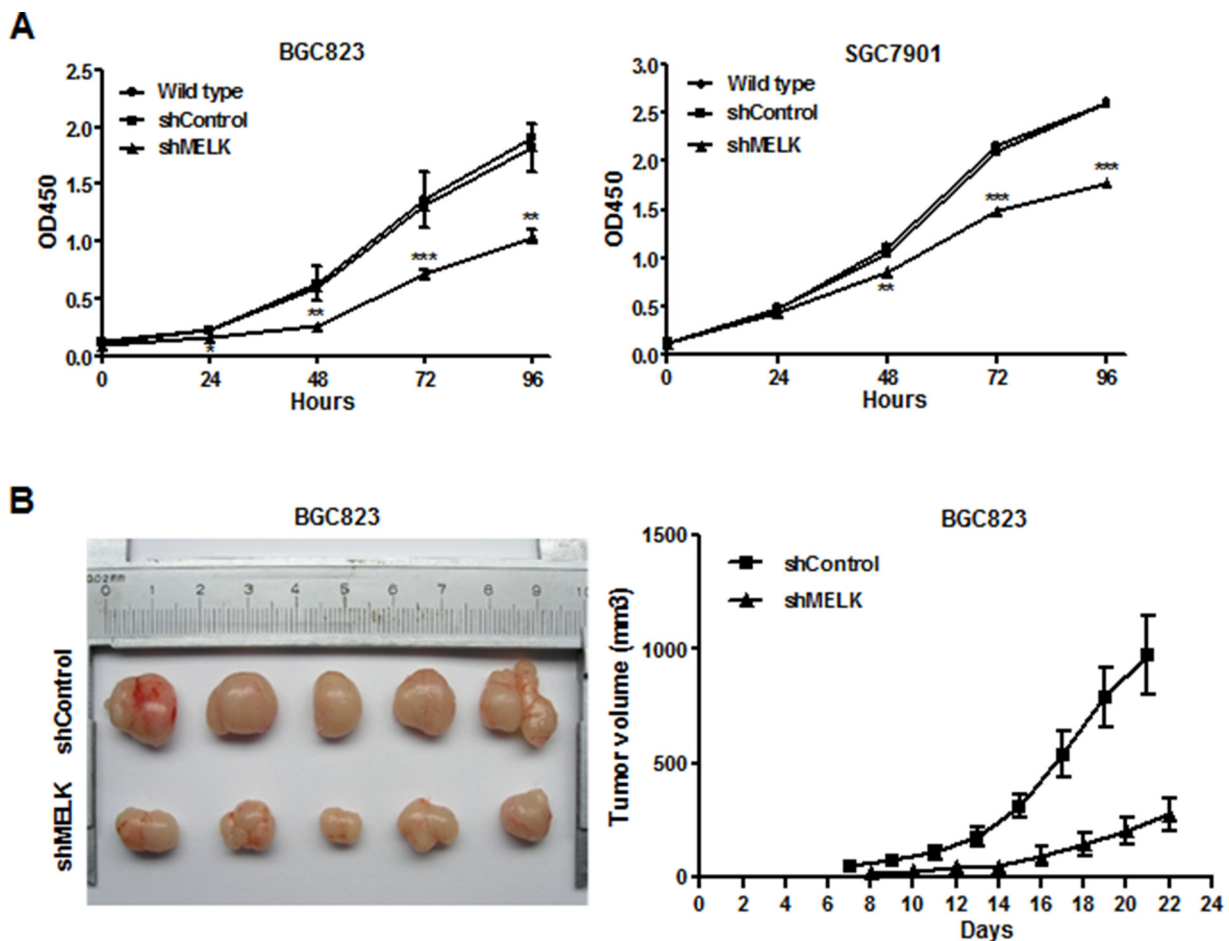 A
BGC823
2.5
2.0
1.5
1.0
0.5
0.0
OD450
Wild type
shControl
shMELK
*
**
***
**
0
24
48
72
96
Hours
SGC7901
3.0
2.5
2.0
1.5
1.0
0.5
0.0
OD450
Wild type
shControl
shMELK
**
***
***
0
24
48
72
96
Hours
B
BGC823
0.02mm
0 1 2 3 4 5 6 7 8 9 10
shControl
shMELK
BGC823
1500
1000
500
0
Tumor volume (mm3)
shControl
shMELK
0 2 4 6 8 10 12 14 16 18 20 22 24
Days